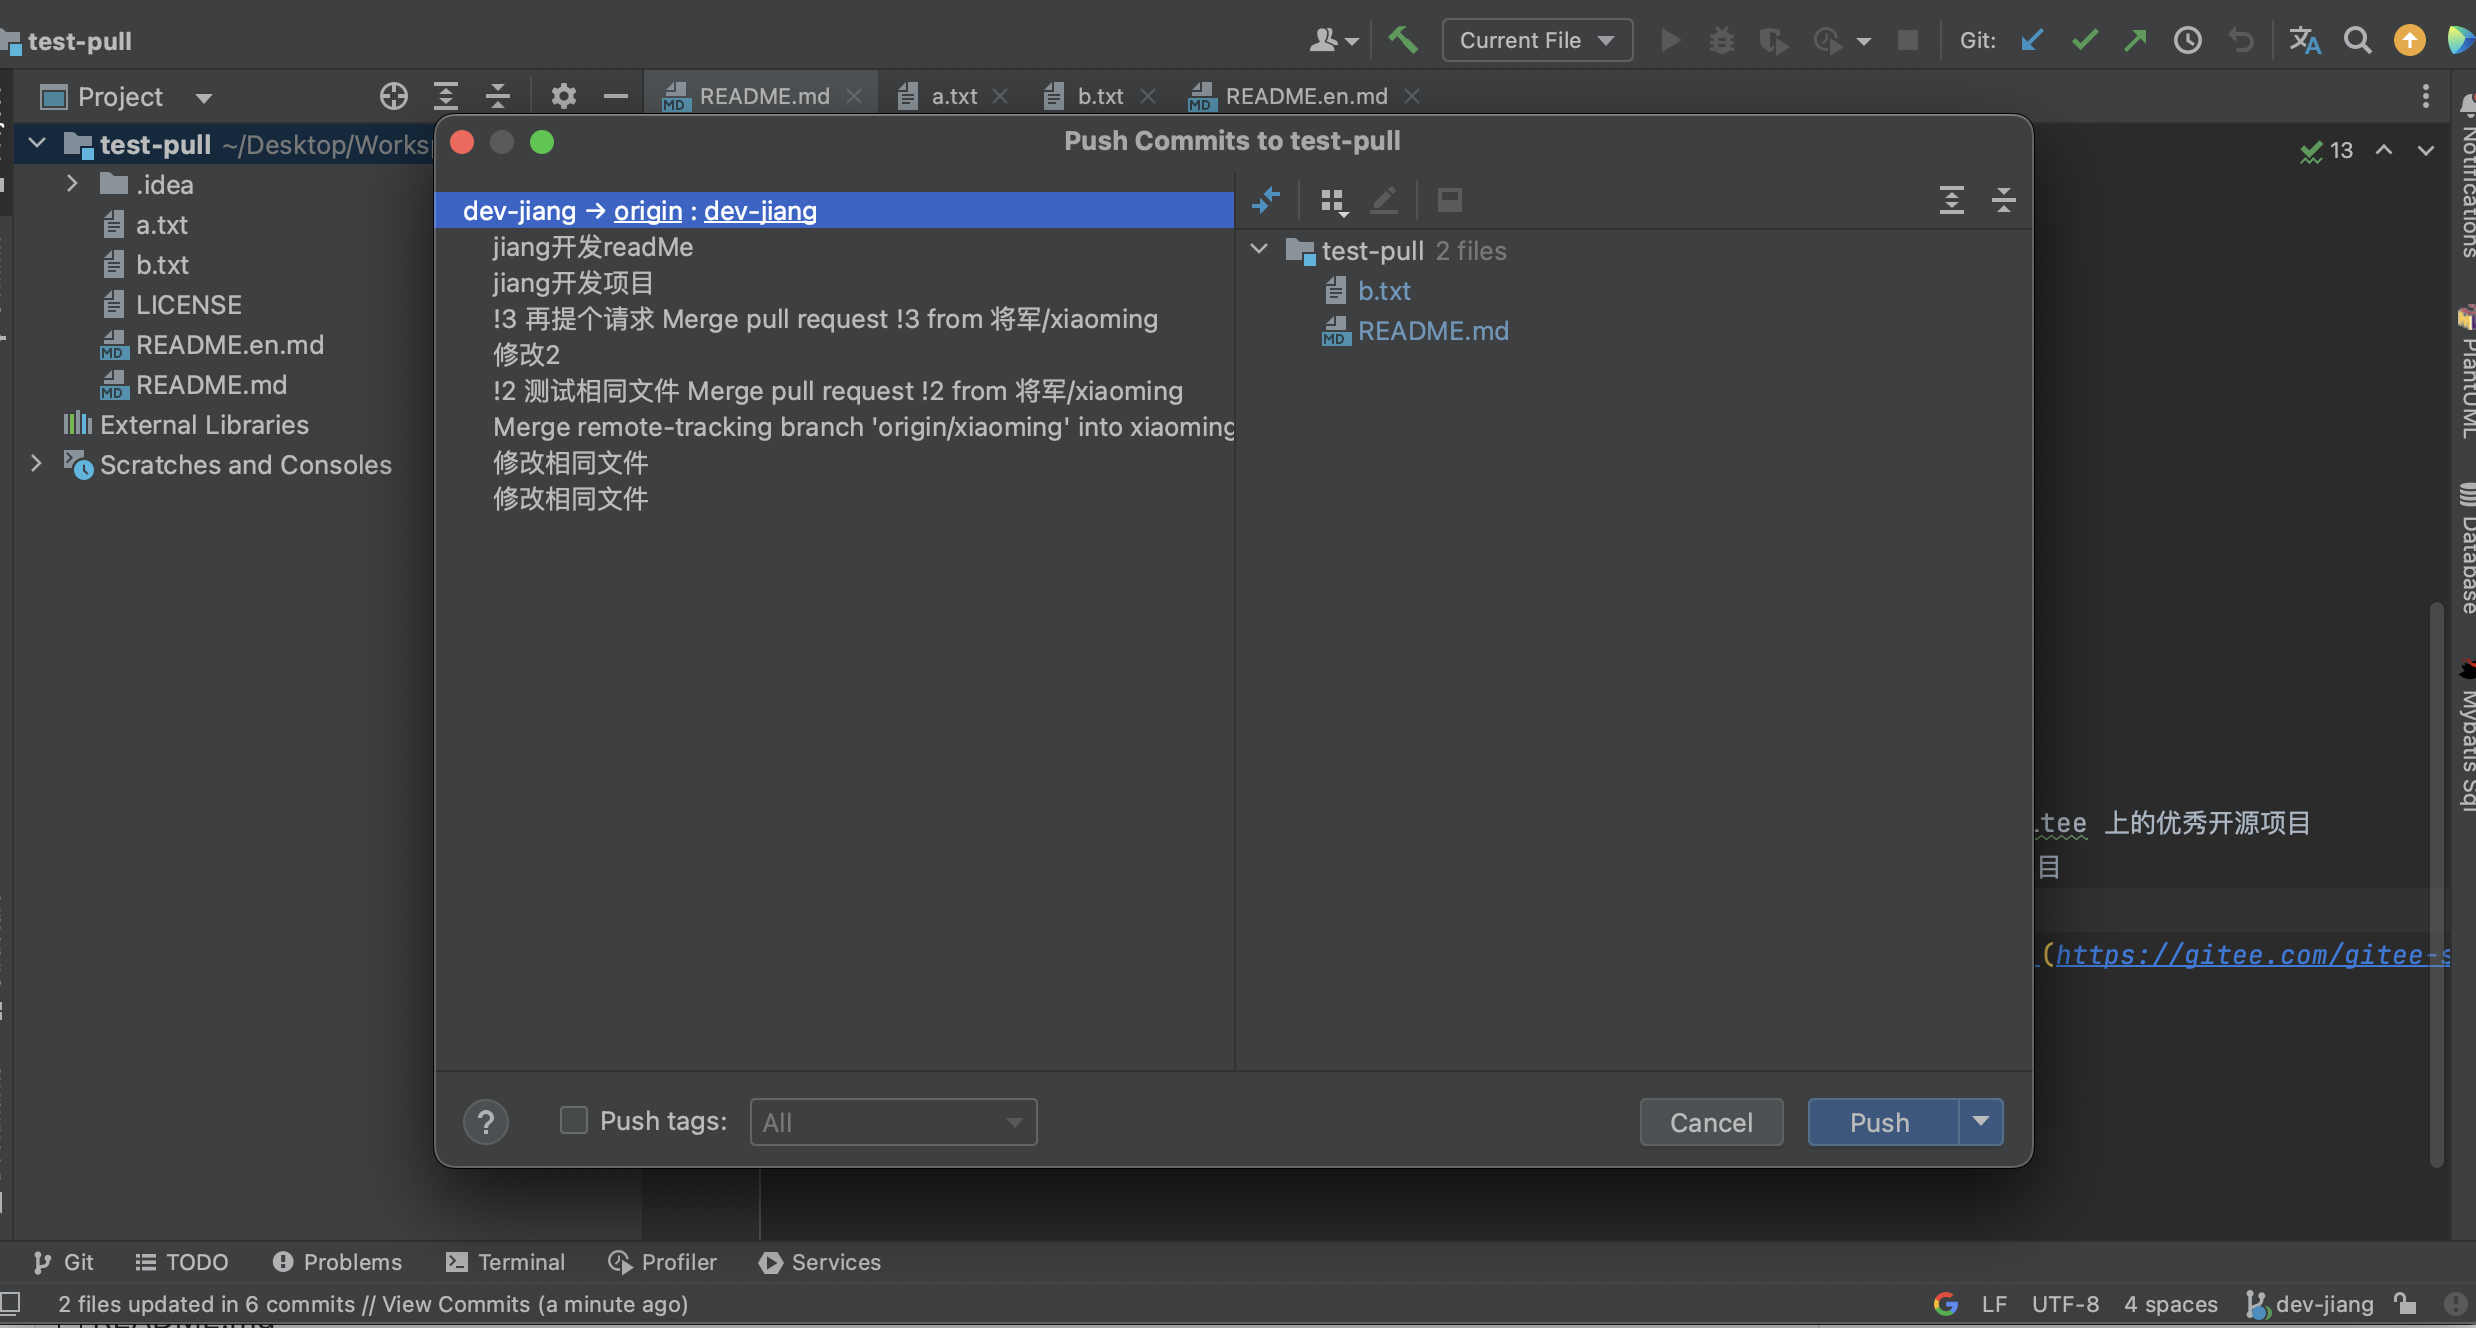 test-pull
Current File
Git:
Project
README.md
a.txt
b.txt
README.en.md
test-pull ~/Desktop/Works
.idea
a.txt
b.txt
LICENSE
README.en.md
README.md
External Libraries
Scratches and Consoles
Push Commits to test-pull
dev-jiang → origin : dev-jiang
jiang开发readMe
jiang开发项目
!3 再提个请求 Merge pull request !3 from 将军/xiaoming
修改2
!2 测试相同文件 Merge pull request !2 from 将军/xiaoming
Merge remote-tracking branch 'origin/xiaoming' into xiaoming
修改相同文件
修改相同文件
test-pull 2 files
b.txt
README.md
?
Push tags:
All
Cancel
Push
13
itee 上的优秀开源项目
目
(https://gitee.com/gitee-s
Notifications
PlantUML
Database
Mybatis Sql
Git
TODO
Problems
Terminal
Profiler
Services
2 files updated in 6 commits // View Commits (a minute ago)
LF
UTF-8
4 spaces
dev-jiang